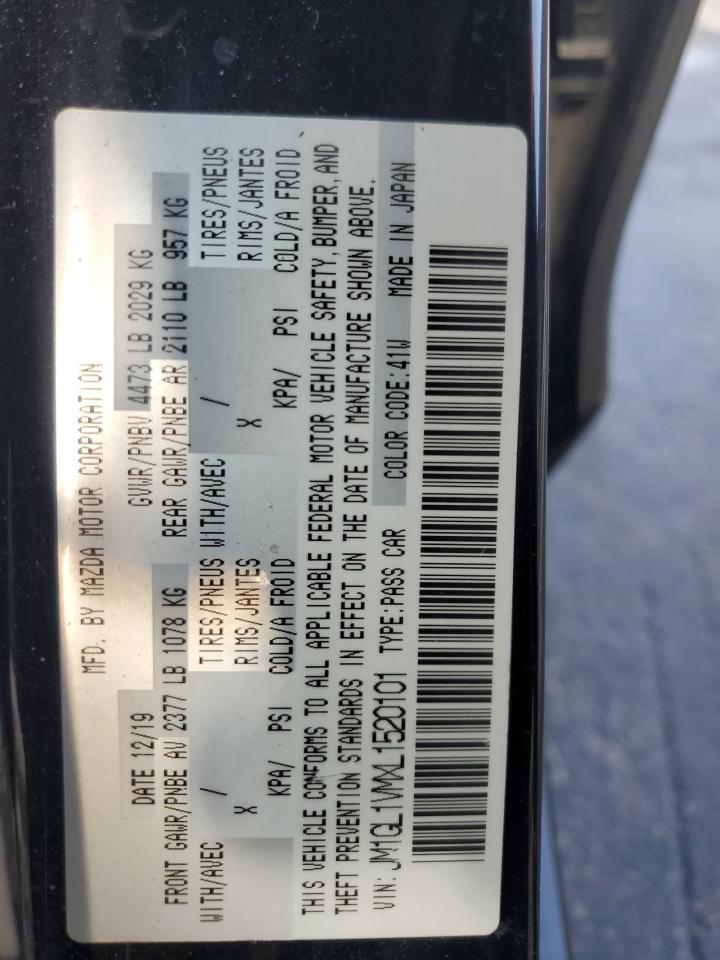 MFD. BY MAZDA MOTOR CORPORATION
DATE 12/19 GVWR/PNBV 4473 LB 2029 KG
FRONT GAWR/PNBE AV 2377 LB 1078 KG REAR GAWR/PNBE AR 2110 LB 957 KG
WITH/AVEC / TIRES/PNEUS WITH/AVEC / TIRES/PNEUS
X RIMS/JANTES X RIMS/JANTES
KPA/ PSI COLD/A FROID KPA/ PSI COLD/A FROID
THIS VEHICLE CONFORMS TO ALL APPLICABLE FEDERAL MOTOR VEHICLE SAFETY, BUMPER, AND
THEFT PREVENTION STANDARDS IN EFFECT ON THE DATE OF MANUFACTURE SHOWN ABOVE.
VIN: JM1GL1VMXL1520101 TYPE:PASS CAR COLOR CODE:41W MADE IN JAPAN